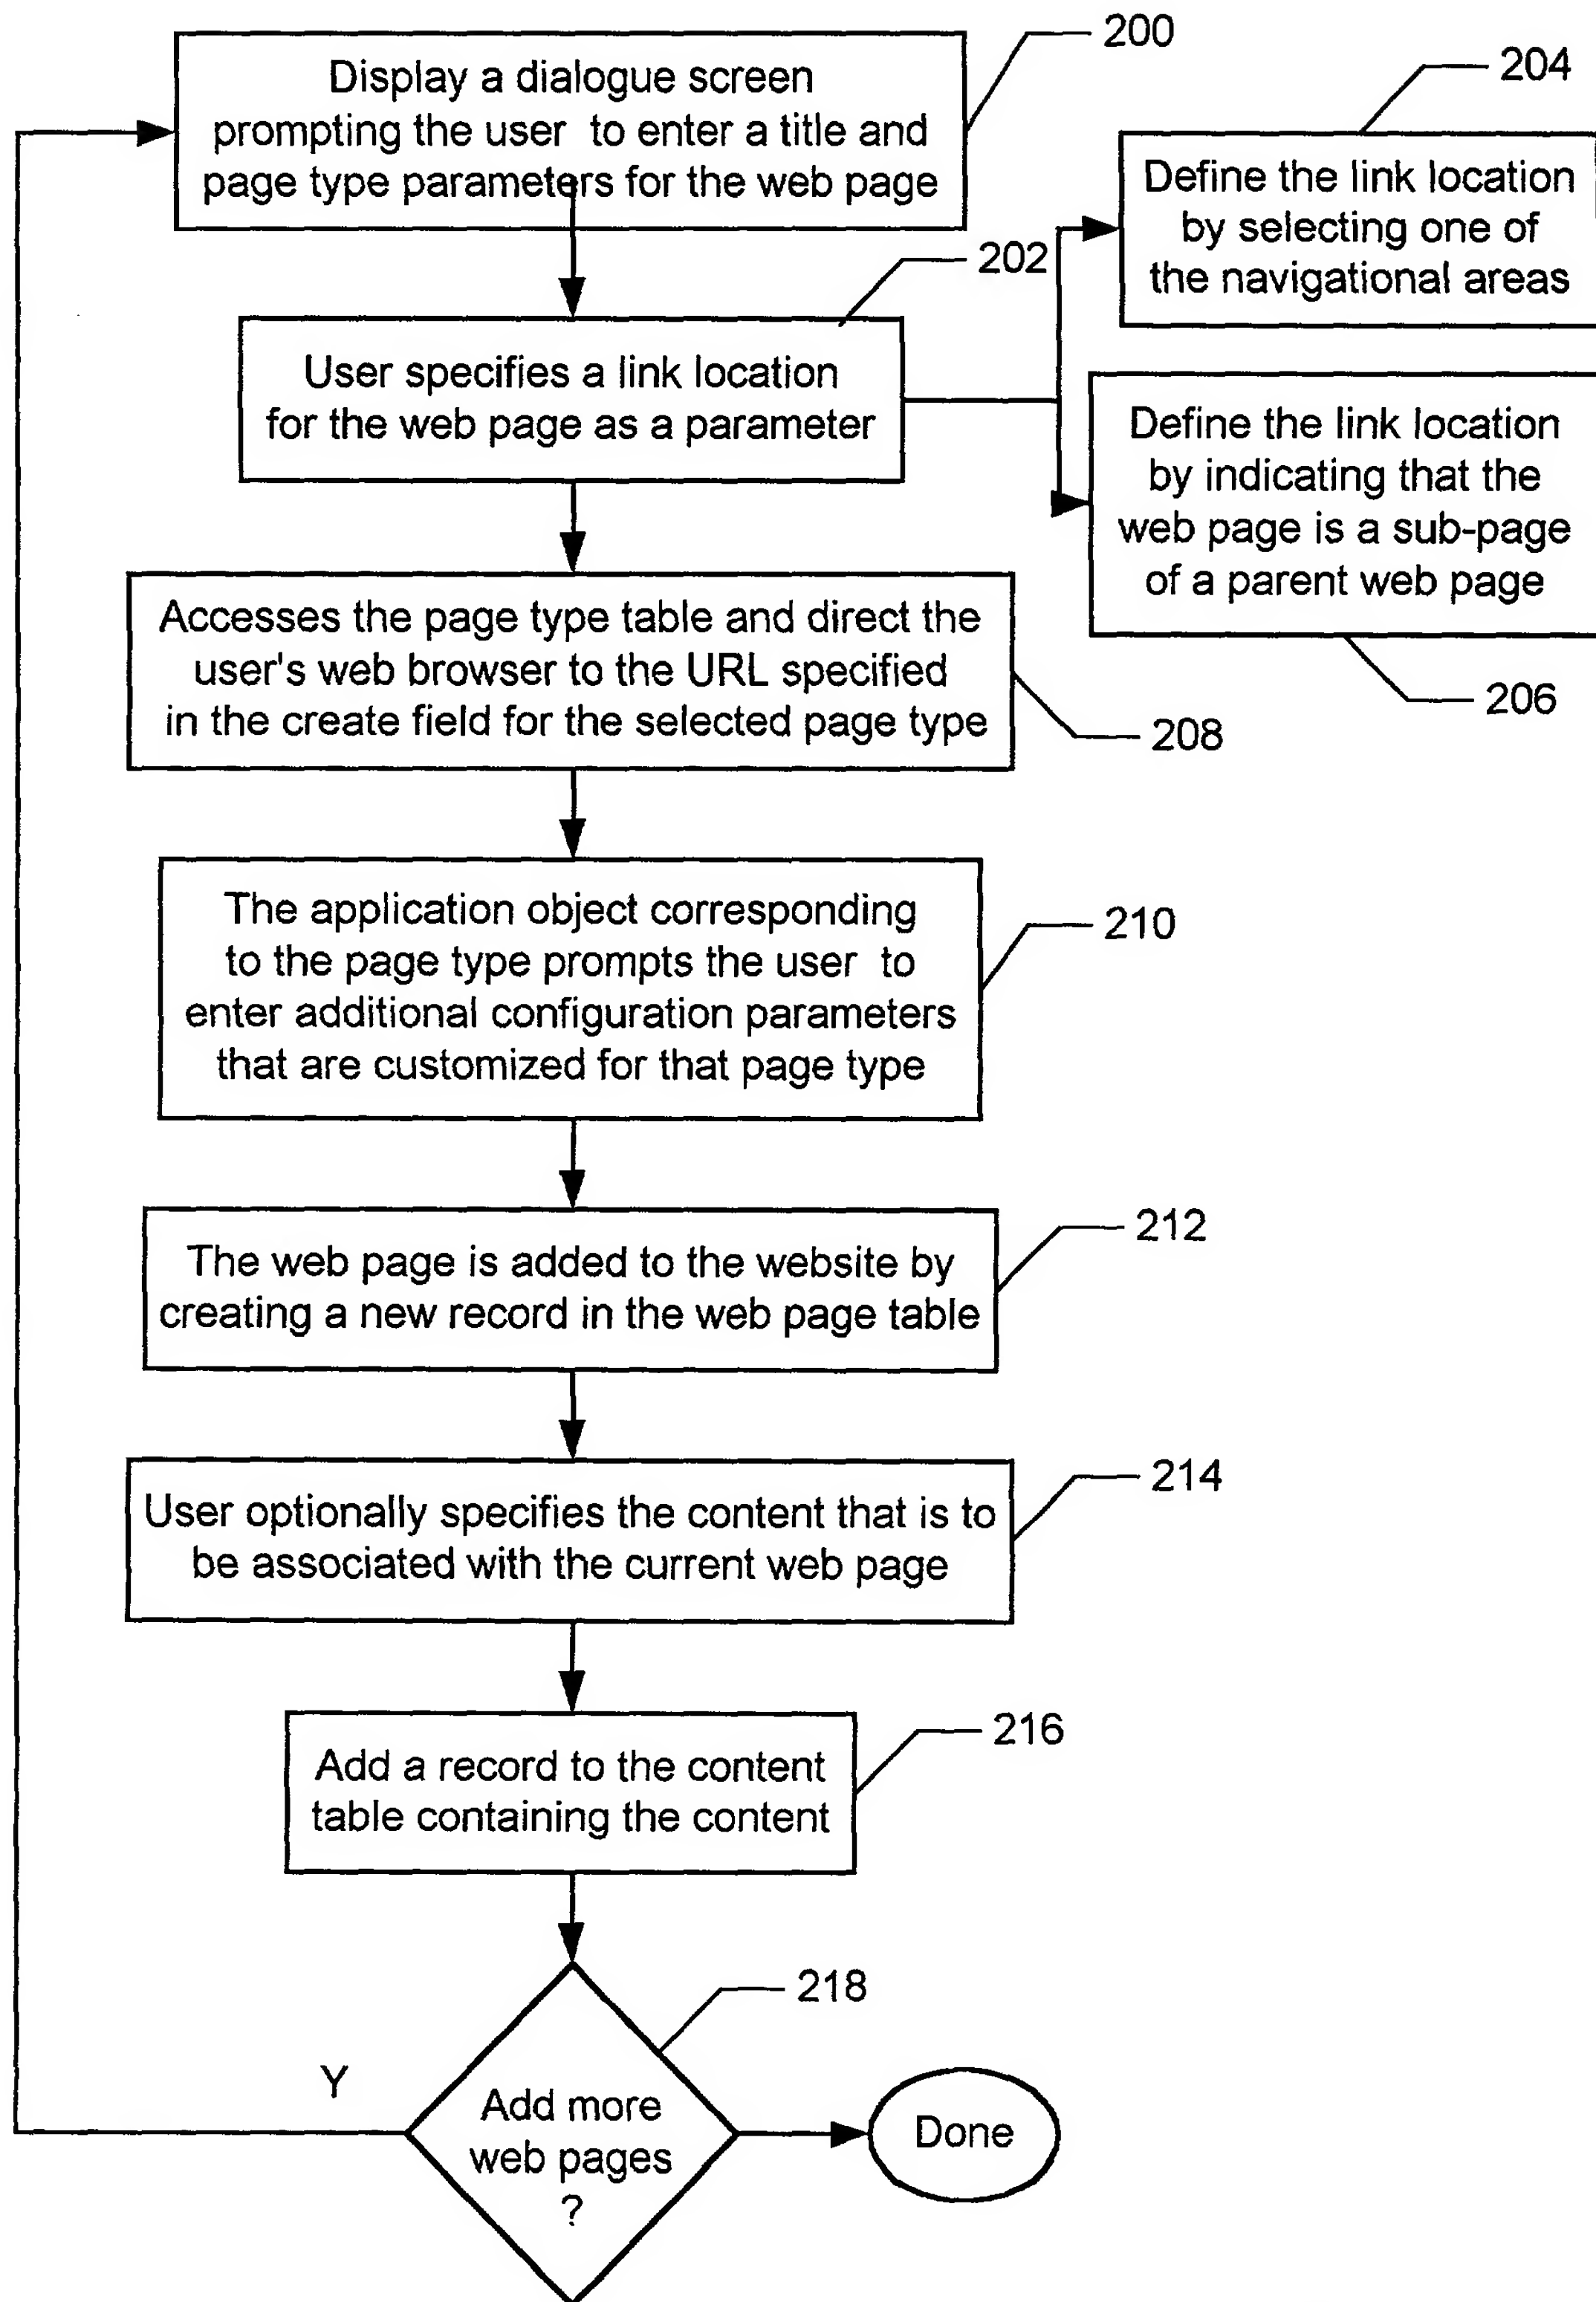 200
Display a dialogue screen
prompting the user to enter a title and
page type parameters for the web page
204
Define the link location
by selecting one of
the navigational areas
202
User specifies a link location
for the web page as a parameter
Define the link location
by indicating that the
web page is a sub-page
of a parent web page
206
Accesses the page type table and direct the
user's web browser to the URL specified
in the create field for the selected page type
208
The application object corresponding
to the page type prompts the user to
enter additional configuration parameters
that are customized for that page type
210
The web page is added to the website by
creating a new record in the web page table
212
User optionally specifies the content that is to
be associated with the current web page
214
Add a record to the content
table containing the content
216
218
Y
Add more
web pages
?
Done